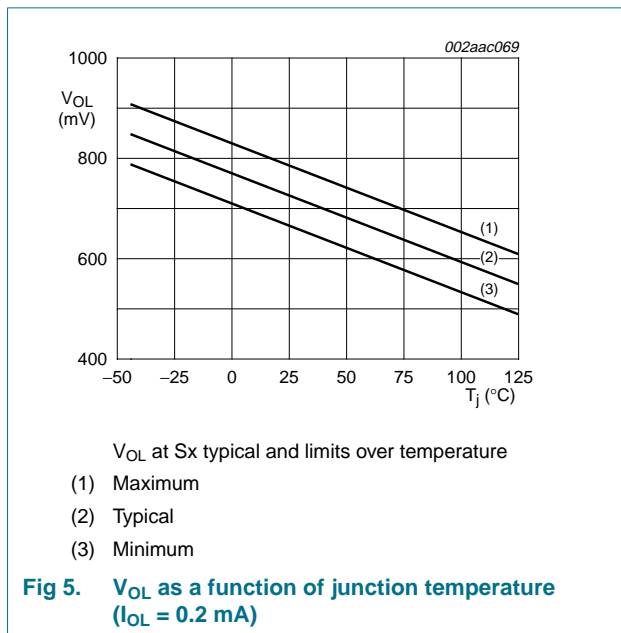 002aac069
1000
VOL
(mV)
800
600
400
(1)
(2)
(3)
−50 −25 0 25 50 75 100 125
Tj (°C)
VOL at Sx typical and limits over temperature
(1) Maximum
(2) Typical
(3) Minimum
Fig 5. VOL as a function of junction temperature
(IOL = 0.2 mA)